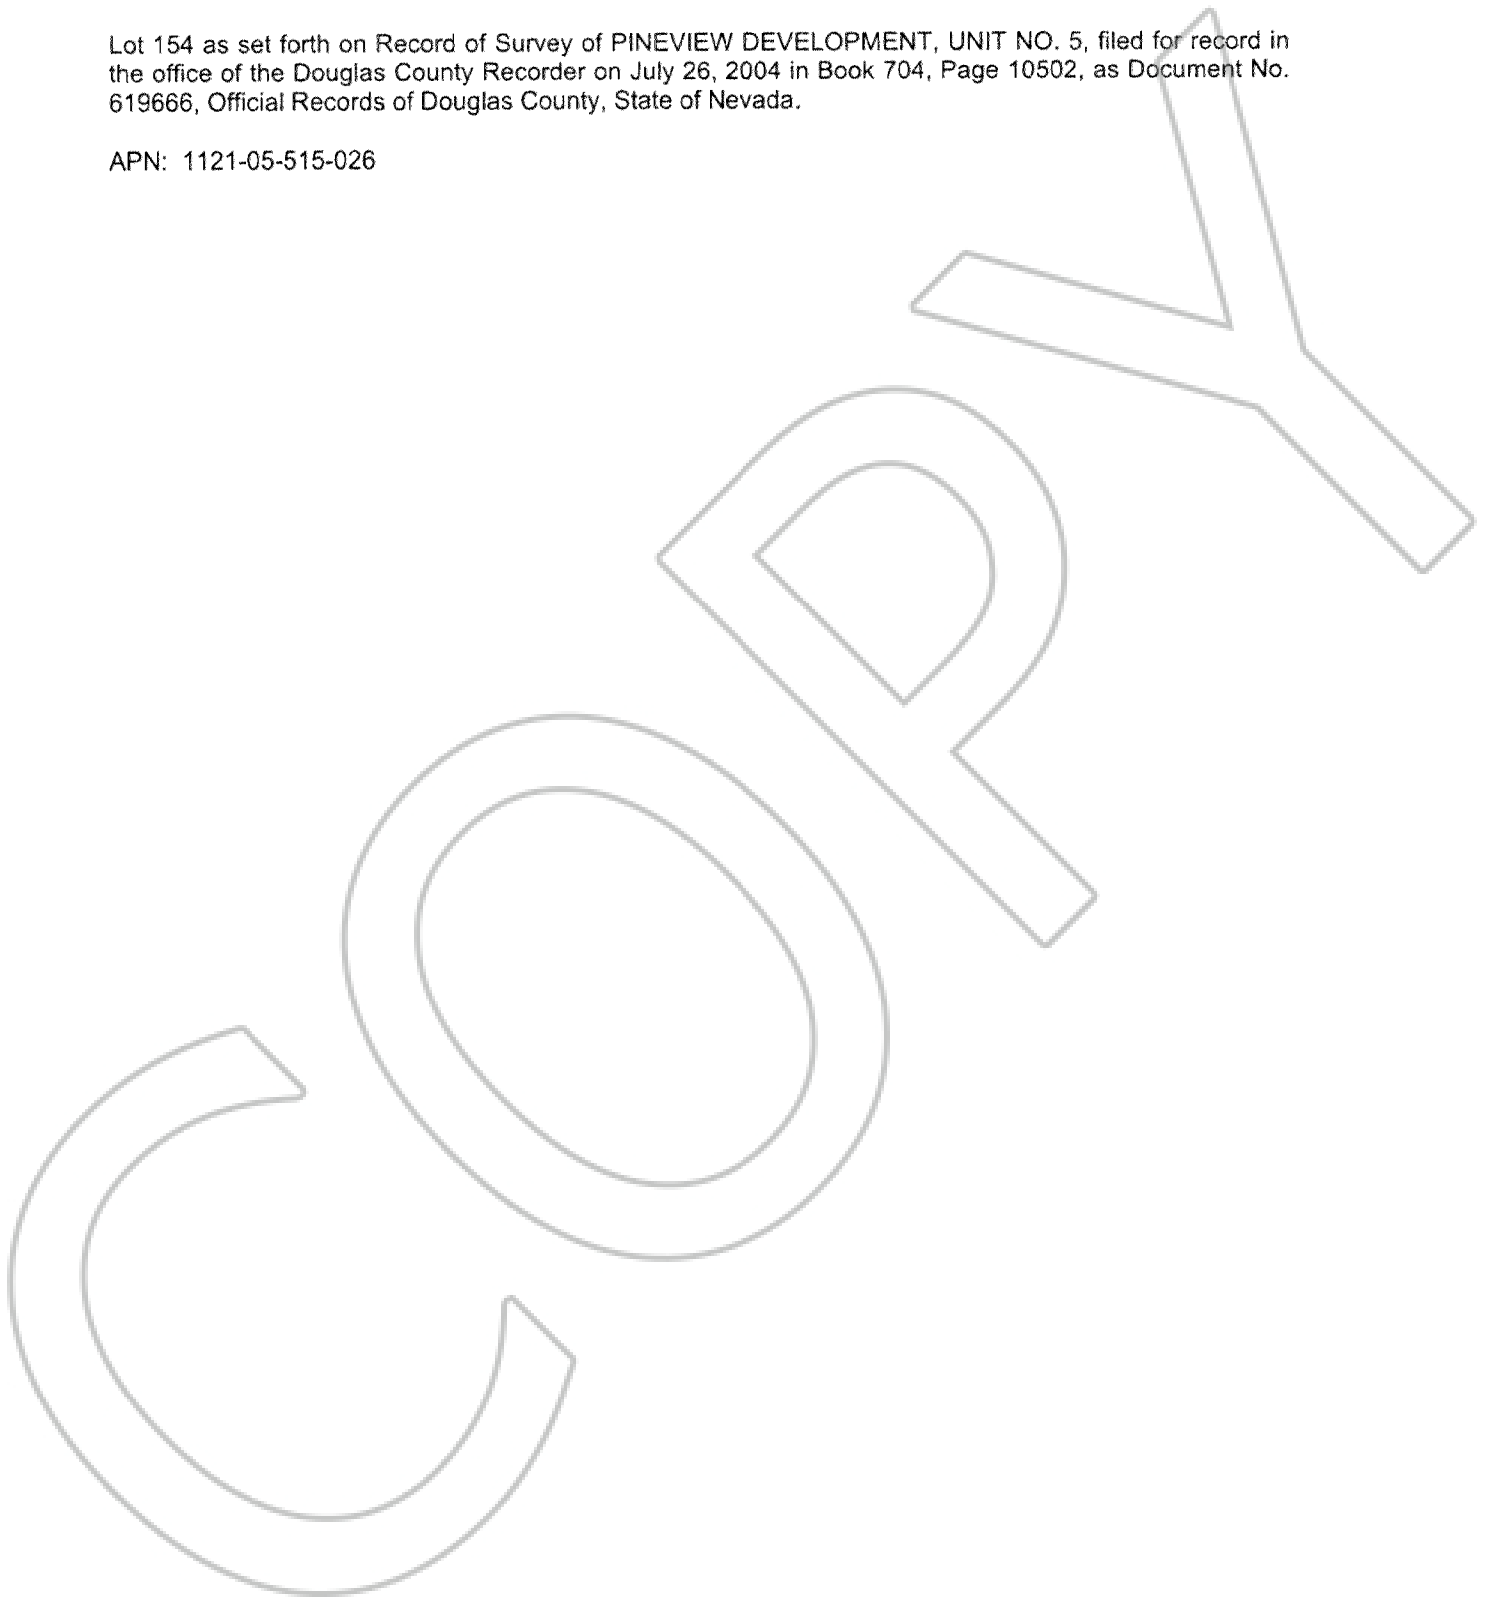 Lot 154 as set forth on Record of Survey of PINEVIEW DEVELOPMENT, UNIT NO. 5, filed for record in
the office of the Douglas County Recorder on July 26, 2004 in Book 704, Page 10502, as Document No.
619666, Official Records of Douglas County, State of Nevada.
APN: 1121-05-515-026
COPY